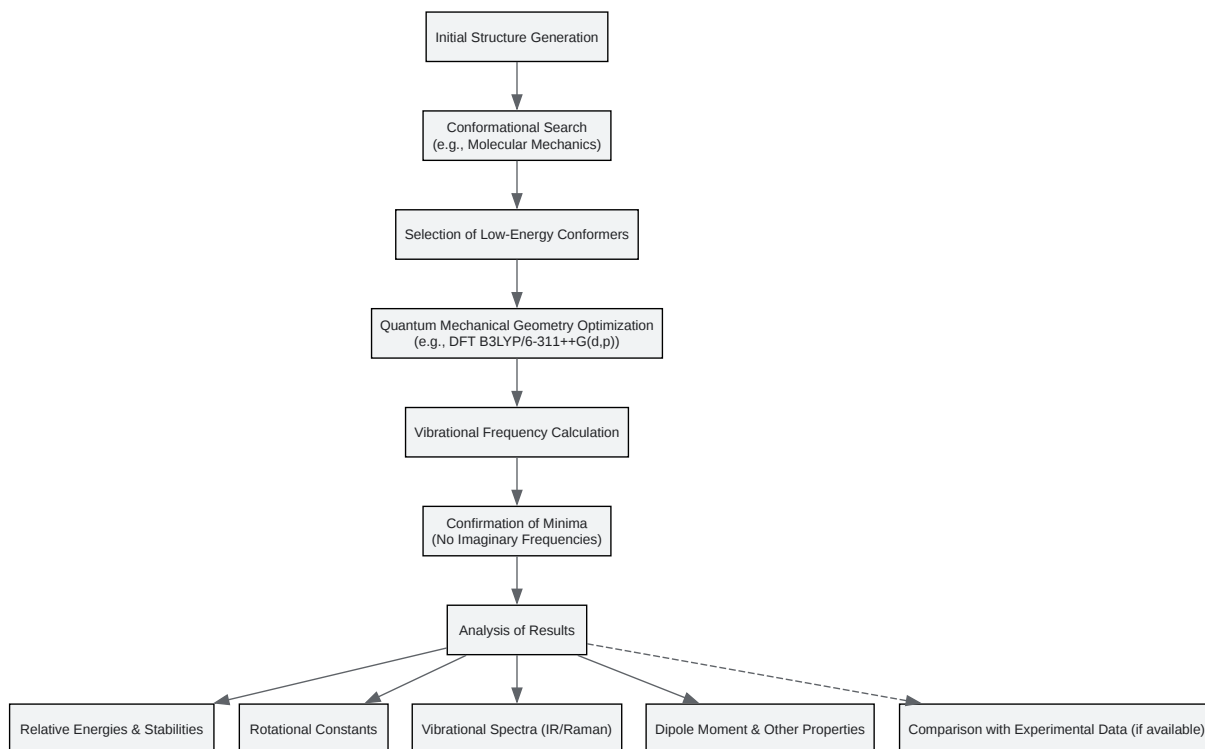 Initial Structure Generation
Conformational Search
(e.g., Molecular Mechanics)
Selection of Low-Energy Conformers
Quantum Mechanical Geometry Optimization
(e.g., DFT B3LYP/6-311++G(d,p))
Vibrational Frequency Calculation
Confirmation of Minima
(No Imaginary Frequencies)
Analysis of Results
Relative Energies & Stabilities
Rotational Constants
Vibrational Spectra (IR/Raman)
Dipole Moment & Other Properties
Comparison with Experimental Data (if available)